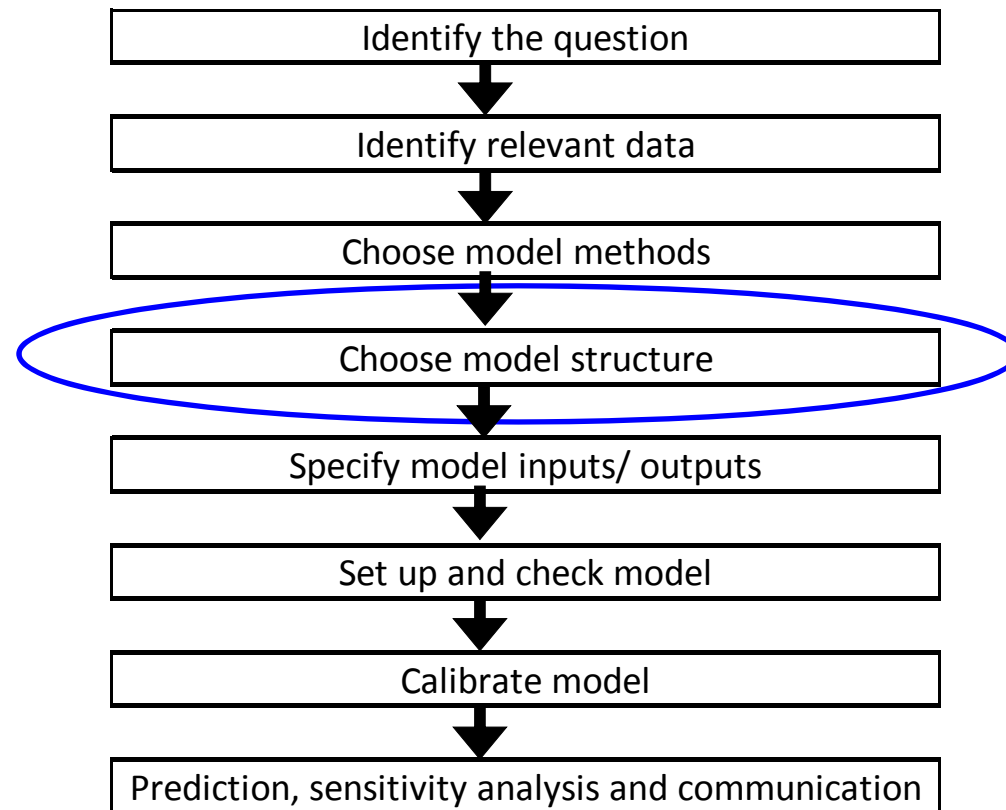 Identify the question
Identify relevant data
Choose model methods
Choose model structure
Specify model inputs/ outputs
Set up and check model
Calibrate model
Prediction, sensitivity analysis and communication